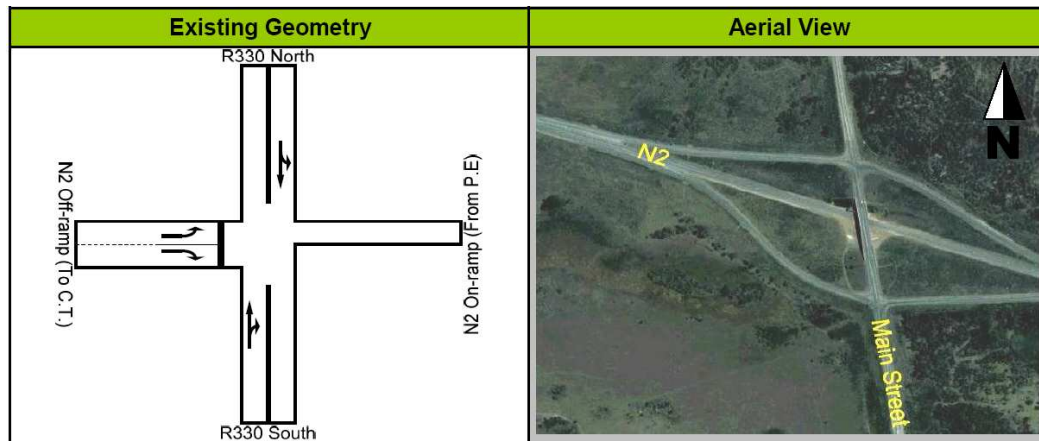 Existing Geometry
Aerial View
R330 North
N2 Off-ramp (To C.T.)
N2 On-ramp (From P.E)
R330 South
N2
N
Main Street